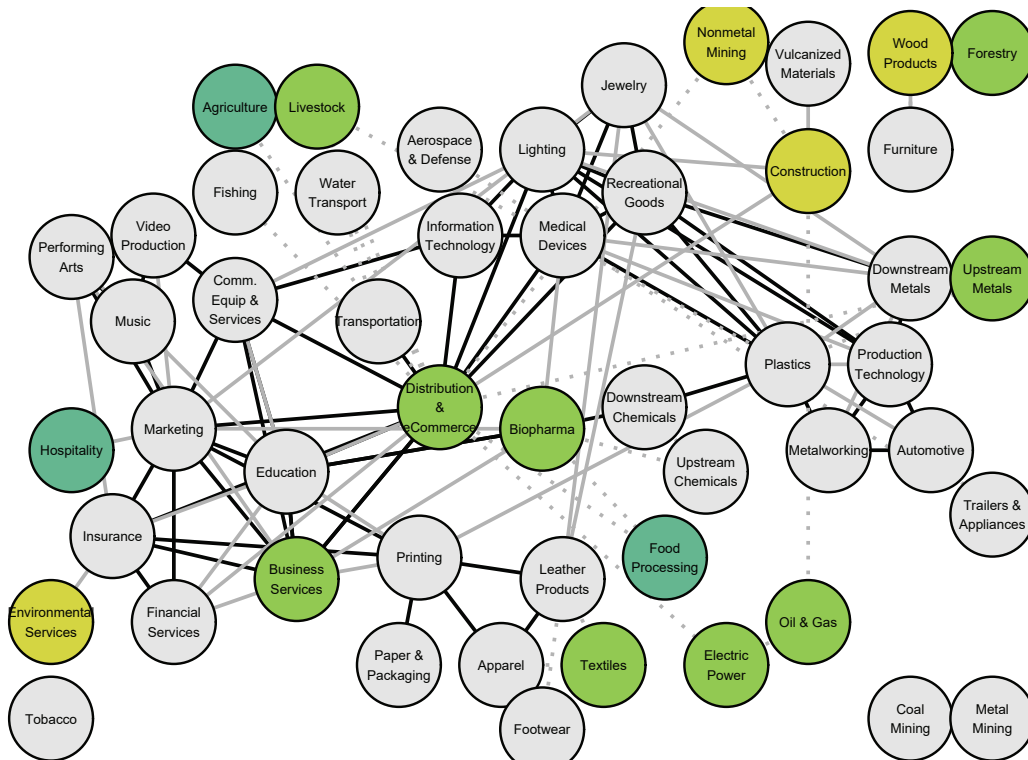 Nonmetal
Mining
Vulcanized
Materials
Wood
Products
Forestry
Jewelry
Agriculture
Livestock
Aerospace
& Defense
Lighting
Furniture
Construction
Fishing
Water
Transport
Recreational
Goods
Video
Production
Performing
Arts
Information
Technology
Medical
Devices
Comm.
Equip &
Services
Downstream
Metals
Upstream
Metals
Music
Transportation
Plastics
Production
Technology
Distribution
&
eCommerce
Downstream
Chemicals
Marketing
Biopharma
Hospitality
Education
Upstream
Chemicals
Metalworking
Automotive
Trailers &
Appliances
Insurance
Printing
Food
Processing
Business
Services
Leather
Products
Environmental
Services
Financial
Services
Oil & Gas
Paper &
Packaging
Apparel
Textiles
Electric
Power
Tobacco
Footwear
Coal
Mining
Metal
Mining